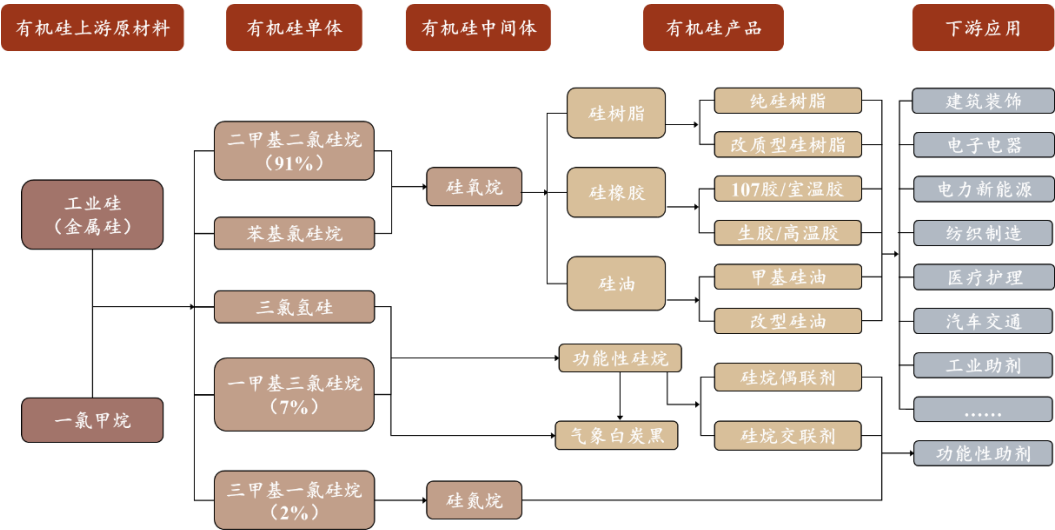 有机硅上游原材料
有机硅单体
有机硅中间体
有机硅产品
下游应用
工业硅
（金属硅）
一氯甲烷
二甲基二氯硅烷
（91%）
苯基氯硅烷
三氯氢硅
一甲基三氯硅烷
（7%）
三甲基一氯硅烷
（2%）
硅氧烷
硅氮烷
硅树脂
硅橡胶
硅油
功能性硅烷
气象白炭黑
纯硅树脂
改质型硅树脂
107胶/室温胶
生胶/高温胶
甲基硅油
改型硅油
硅烷偶联剂
硅烷交联剂
建筑装饰
电子电器
电力新能源
纺织制造
医疗护理
汽车交通
工业助剂
……
功能性助剂